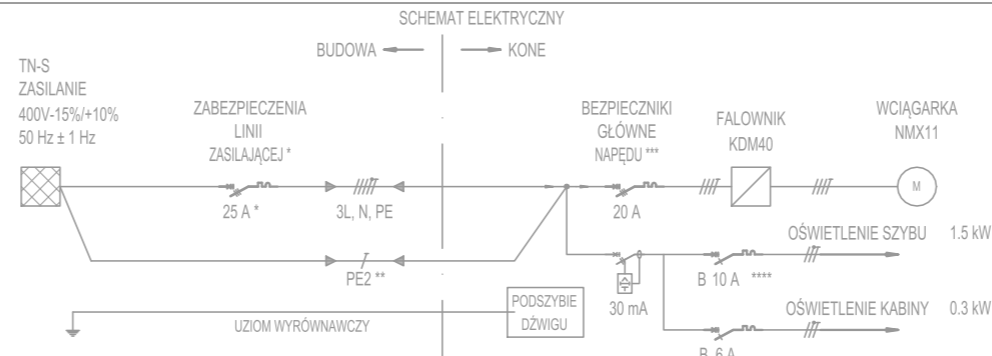 SCHEMAT ELEKTRYCZNY
BUDOWA
KONE
TN-S
ZASILANIE
400V-15%/+10%
50 Hz ± 1 Hz
ZABEZPIECZENIA
LINII
ZASILAJĄCEJ *
BEZPIECZNIKI
GŁÓWNE
NAPĘDU ***
FALOWNIK
KDM40
WCIĄGARKA
NMX11
M
25 A *
3L, N, PE
20 A
OŚWIETLENIE SZYBU 1.5 kW
PE2 **
30 mA
B 10 A ****
PODSZYBIE
DŹWIGU
UZIOM WYRÓWNAWCZY
OŚWIETLENIE KABINY 0.3 kW
B 6 A